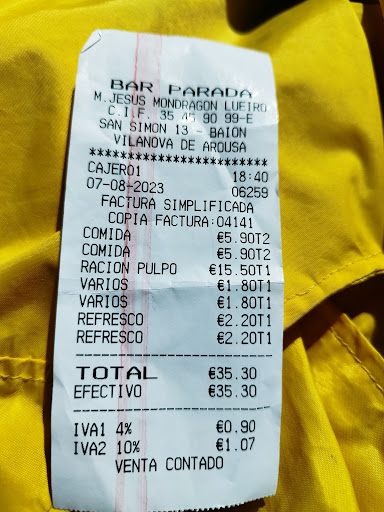 BAR PARADA
M.JESUS MONDRAGON LUEIRO
C.I.F. 35 45 90 99-E
SAN SIMON 13 - BAION
VILANOVA DE AROUSA
*************************
CAJERO1 18:40
07-08-2023 06259
FACTURA SIMPLIFICADA
COPIA FACTURA:04141
COMIDA €5.90T2
COMIDA €5.90T2
RACION PULPO €15.50T1
VARIOS €1.80T1
VARIOS €1.80T1
REFRESCO €2.20T1
REFRESCO €2.20T1
TOTAL €35.30
EFECTIVO €35.30
IVA1 4% €0.90
IVA2 10% €1.07
VENTA CONTADO